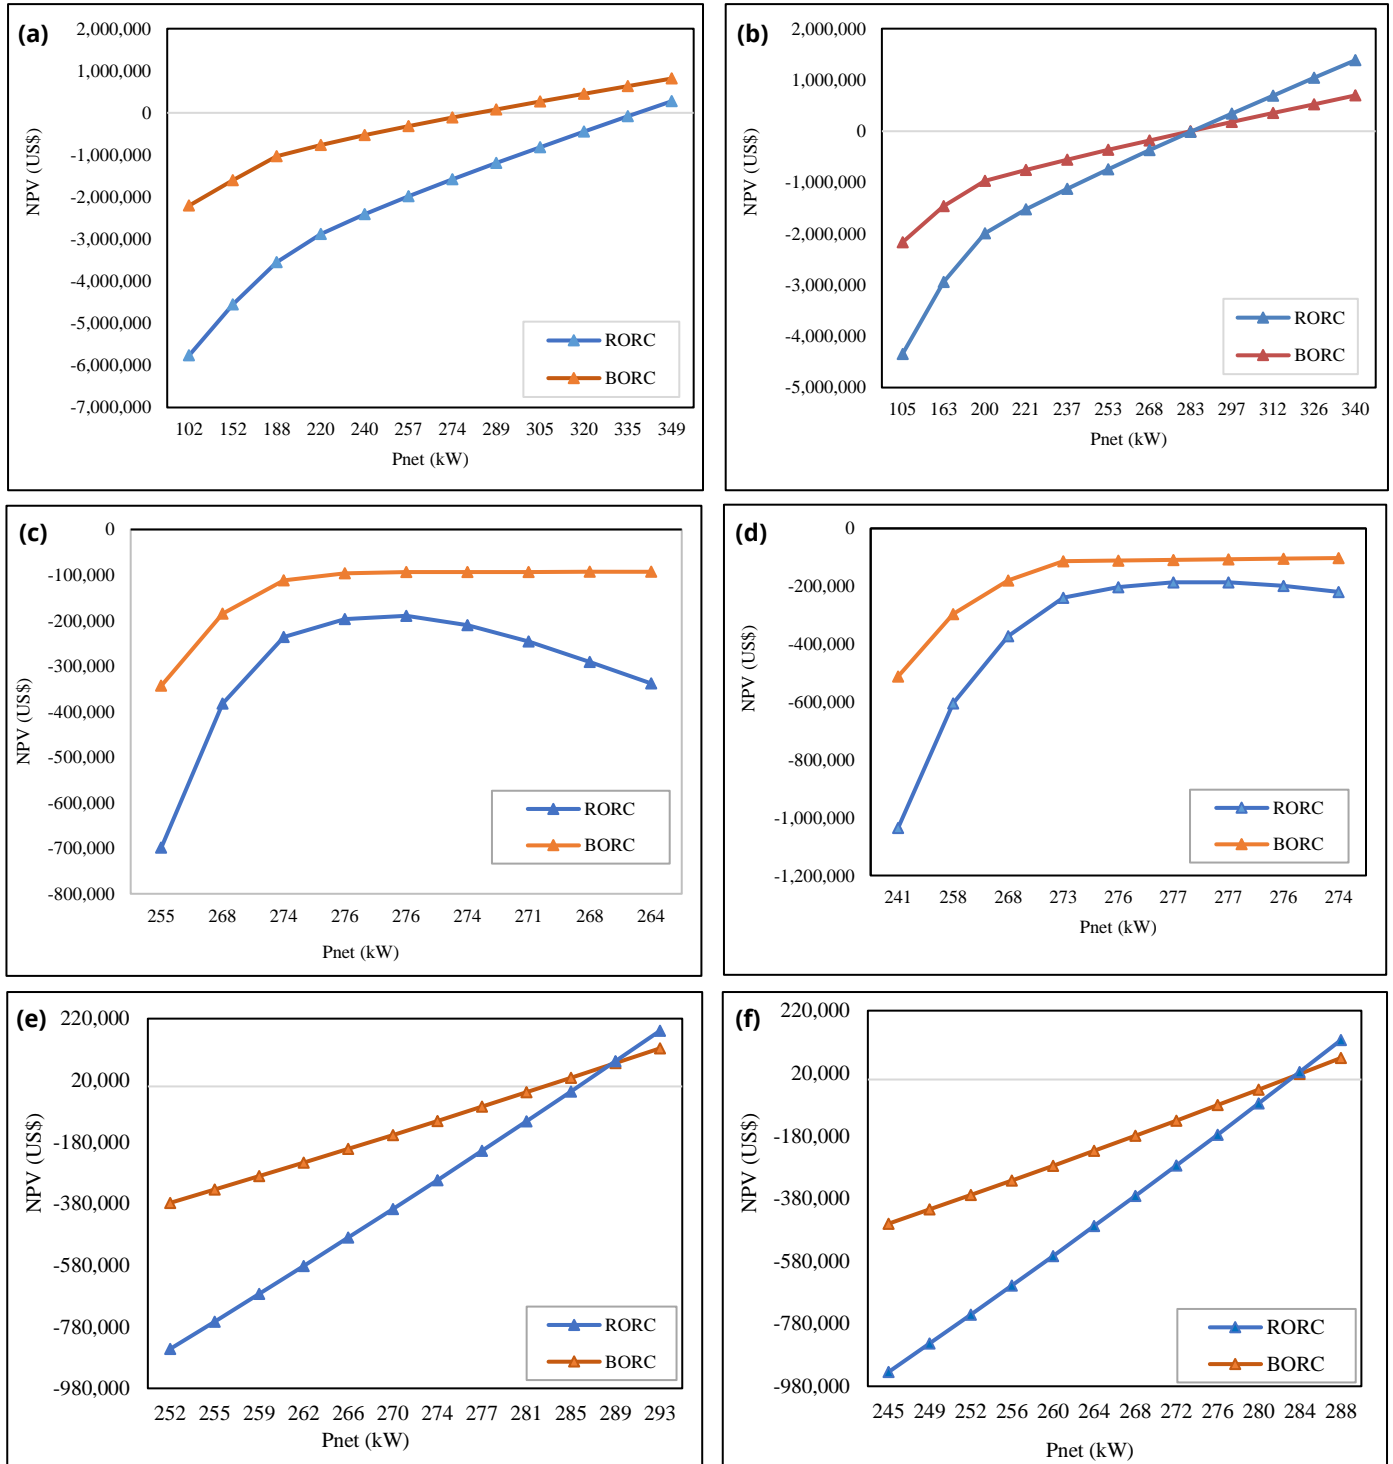 (a)
2,000,000
1,000,000
0
-1,000,000
-2,000,000
-3,000,000
-4,000,000
-5,000,000
-6,000,000
-7,000,000
NPV (US$)
RORC
BORC
102 152 188 220 240 257 274 289 305 320 335 349
Pnet (kW)
(b)
2,000,000
1,000,000
0
-1,000,000
-2,000,000
-3,000,000
-4,000,000
-5,000,000
NPV (US$)
RORC
BORC
105 163 200 221 237 253 268 283 297 312 326 340
Pnet (kW)
(c)
0
-100,000
-200,000
-300,000
-400,000
-500,000
-600,000
-700,000
-800,000
NPV (US$)
RORC
BORC
255 268 274 276 276 274 271 268 264
Pnet (kW)
(d)
0
-200,000
-400,000
-600,000
-800,000
-1,000,000
-1,200,000
NPV (US$)
RORC
BORC
241 258 268 273 276 277 277 276 274
Pnet (kW)
(e)
220,000
20,000
-180,000
-380,000
-580,000
-780,000
-980,000
NPV (US$)
RORC
BORC
252 255 259 262 266 270 274 277 281 285 289 293
Pnet (kW)
(f)
220,000
20,000
-180,000
-380,000
-580,000
-780,000
-980,000
NPV (US$)
RORC
BORC
245 249 252 256 260 264 268 272 276 280 284 288
Pnet (kW)